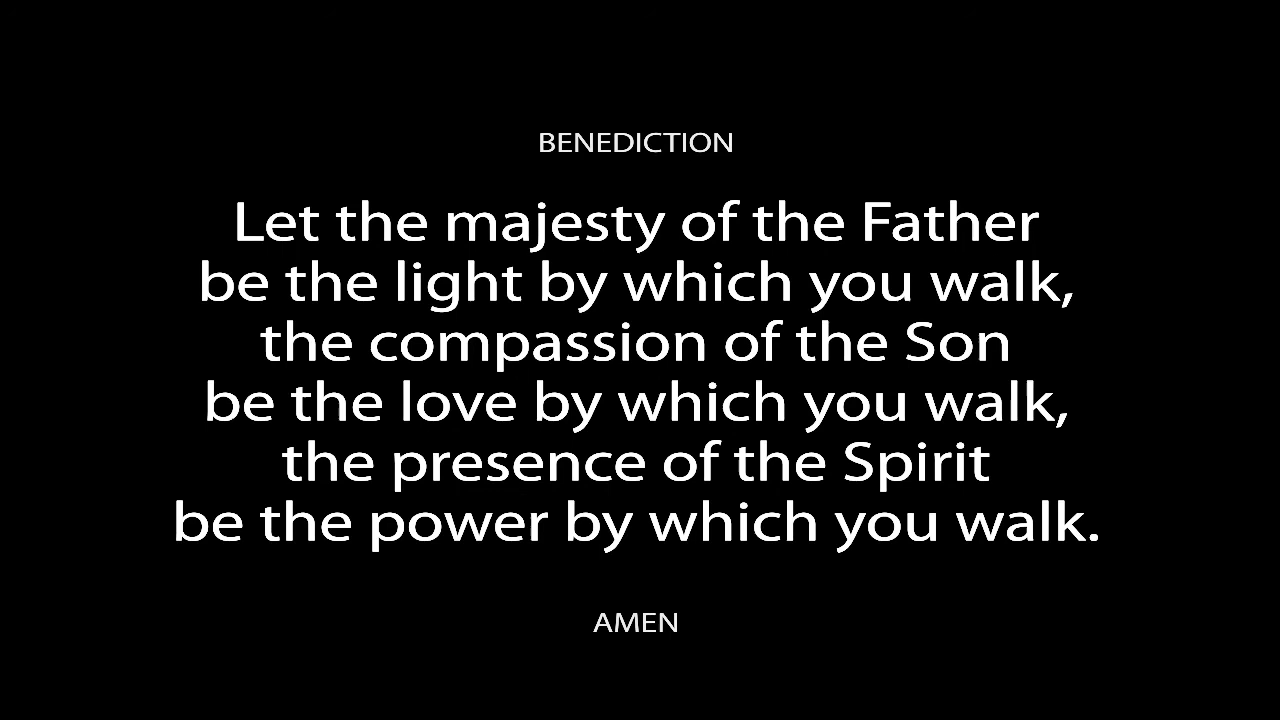 BENEDICTION
Let the majesty of the Father
be the light by which you walk,
the compassion of the Son
be the love by which you walk,
the presence of the Spirit
be the power by which you walk.
AMEN